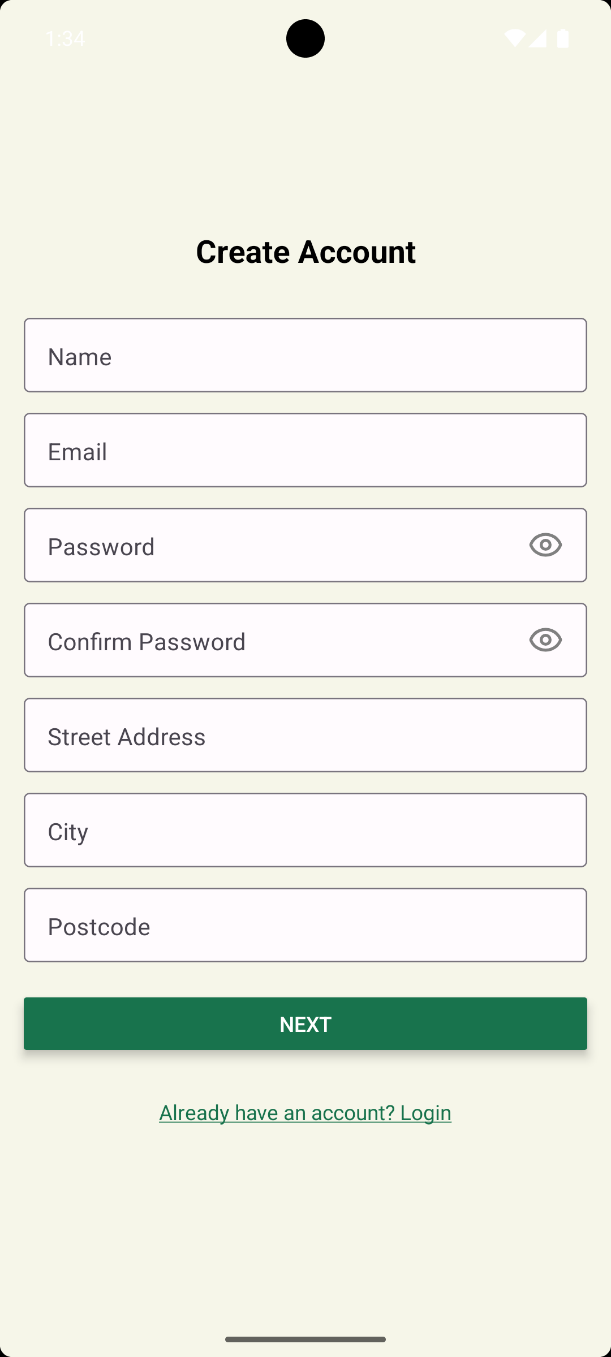 1:34
Create Account
Name
Email
Password
Confirm Password
Street Address
City
Postcode
NEXT
Already have an account? Login